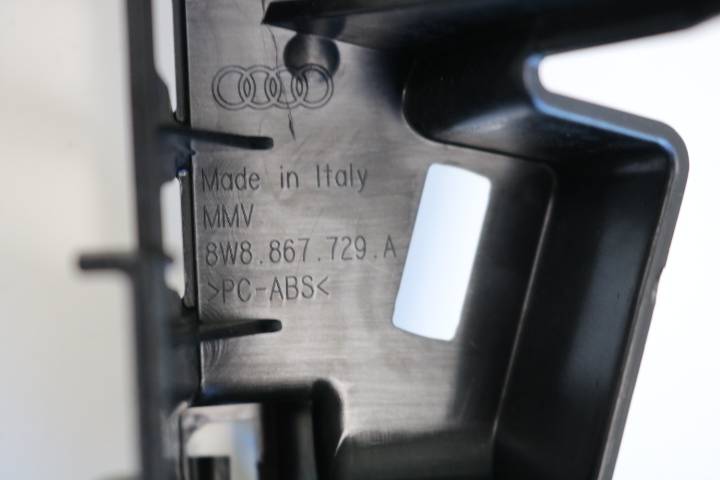 Made in Italy
MMV
8W8.867.729.A
>PC-ABS<